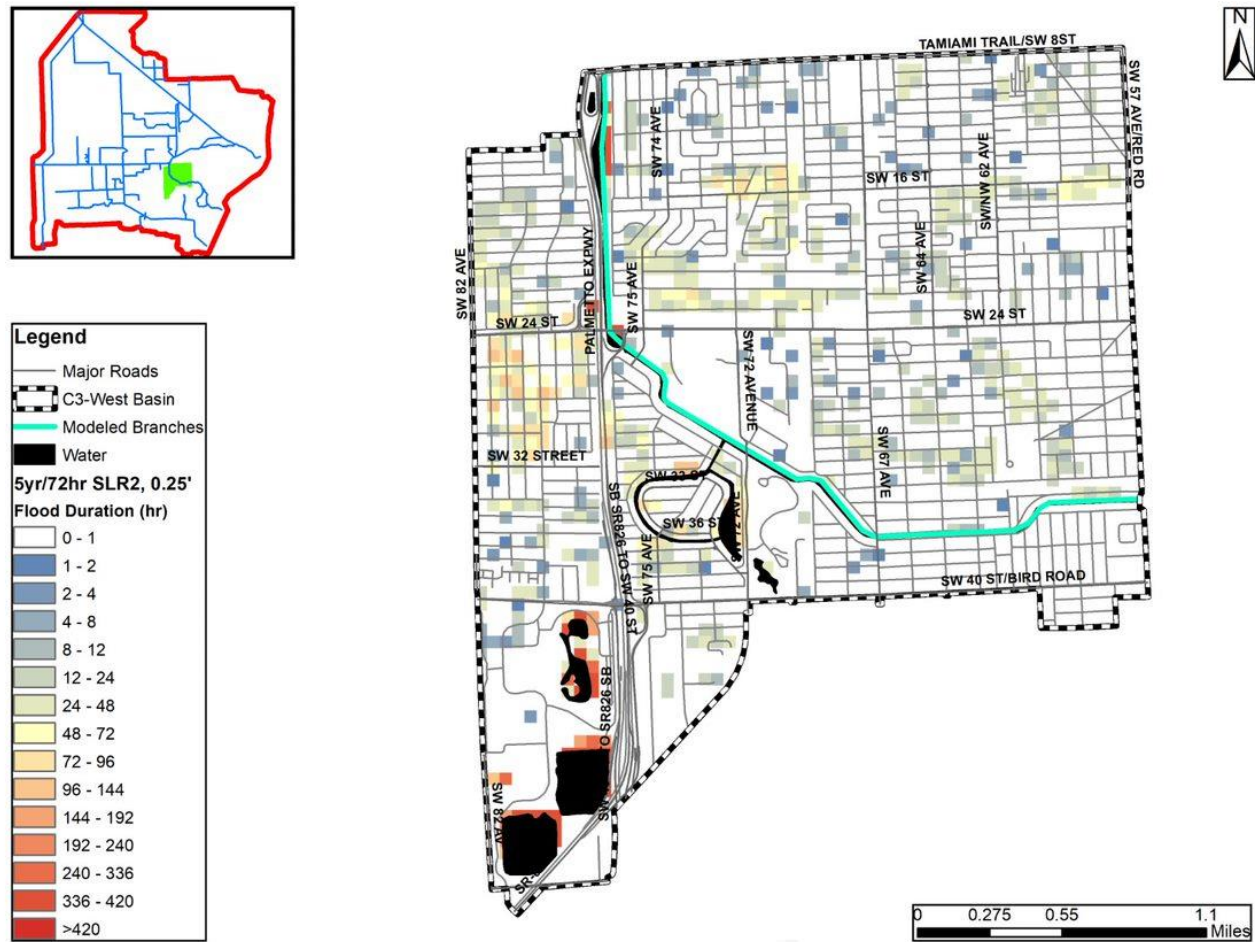 N
TAMIAMI TRAIL/SW 8ST
SW 57 AVE/RED RD
SW 74 AVE
SW/NW 62 AVE
SW 16 ST
SW 64 AVE
SW 82 AVE
PALMETO EXPWY
SW 75 AVE
SW 24 ST
SW 24 ST
SW 72 AVENUE
SW 67 AVE
SW 32 STREET
SW 36 ST
SW 72 AVE
SB SR826 TO SW 40 ST
SW 75 AVE
SW 40 ST/BIRD ROAD
TO SR826 SB
SW 82 AV
Legend
Major Roads
C3-West Basin
Modeled Branches
Water
5yr/72hr SLR2, 0.25'
Flood Duration (hr)
0 - 1
1 - 2
2 - 4
4 - 8
8 - 12
12 - 24
24 - 48
48 - 72
72 - 96
96 - 144
144 - 192
192 - 240
240 - 336
336 - 420
>420
0 0.275 0.55 1.1
Miles